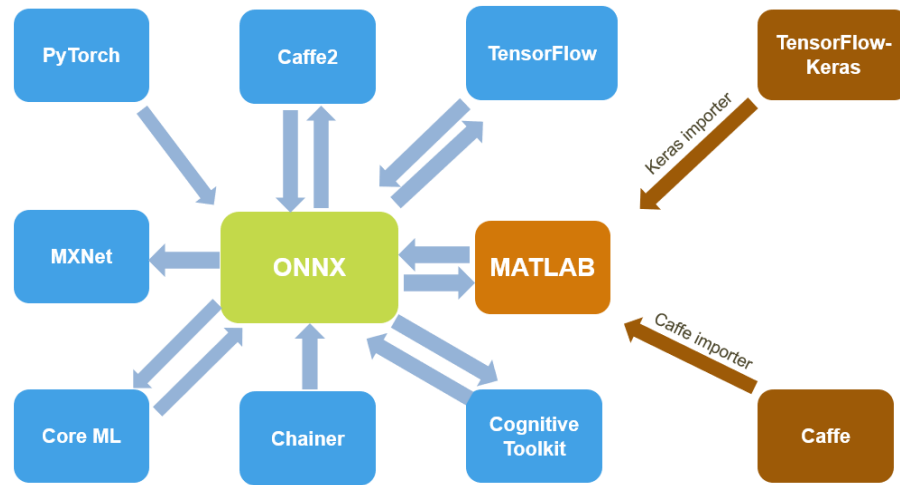 PyTorch
Caffe2
TensorFlow
TensorFlow-
Keras
Keras importer
MXNet
ONNX
MATLAB
Caffe importer
Core ML
Chainer
Cognitive
Toolkit
Caffe